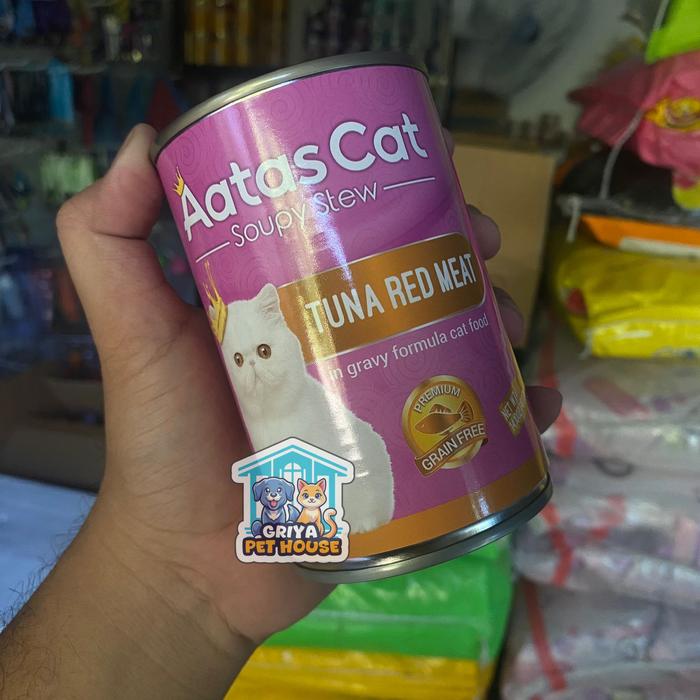 Aatas Cat
Soupy Stew
TUNA RED MEAT
in gravy formula cat food
PREMIUM
GRAIN FREE
GRIYA
PET HOUSE